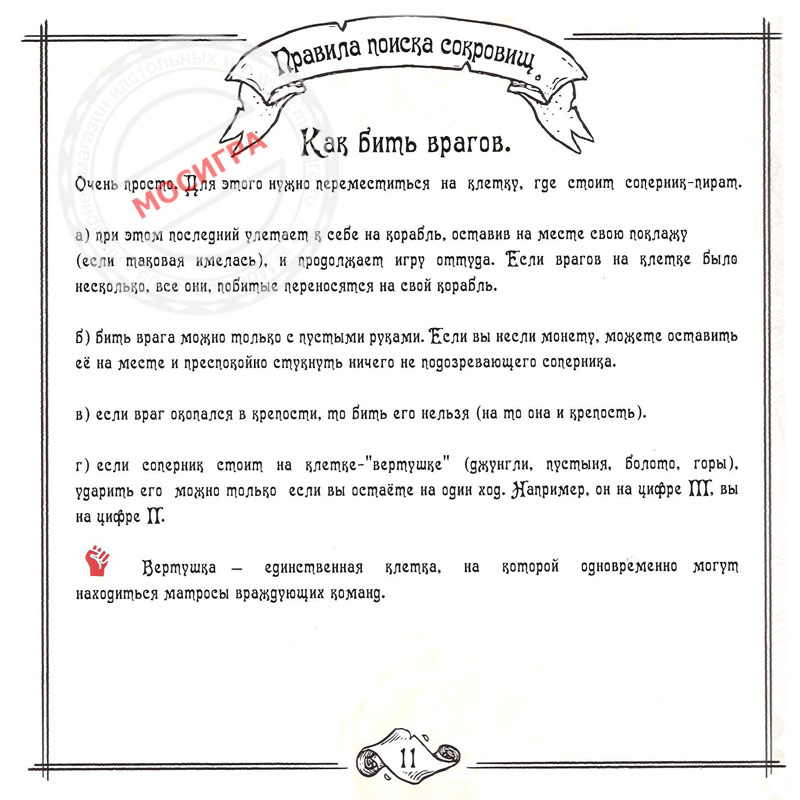 Правила поиска сокровищ.
Как бить врагов.
Очень просто. Для этого нужно переместиться на клетку, где стоит соперник-пират.
МОСИГРА
а) при этом последний улетает к себе на корабль, оставив на месте свою поклажу
(если таковая имелась), и продолжает игру оттуда. Если врагов на клетке было
несколько, все они, побитые переносятся на свой корабль.
б) бить врага можно только с пустыми руками. Если вы несли монету, можете оставить
её на месте и преспокойно стукнуть ничего не подозревающего соперника.
в) если враг окопался в крепости, то бить его нельзя (на то она и крепость).
г) если соперник стоит на клетке-"вертушке" (джунгли, пустыня, болото, горы),
ударить его можно только если вы остаёте на один ход. Например, он на цифре III, вы
на цифре II.
Вертушка — единственная клетка, на которой одновременно могут
находиться матросы враждующих команд.
11